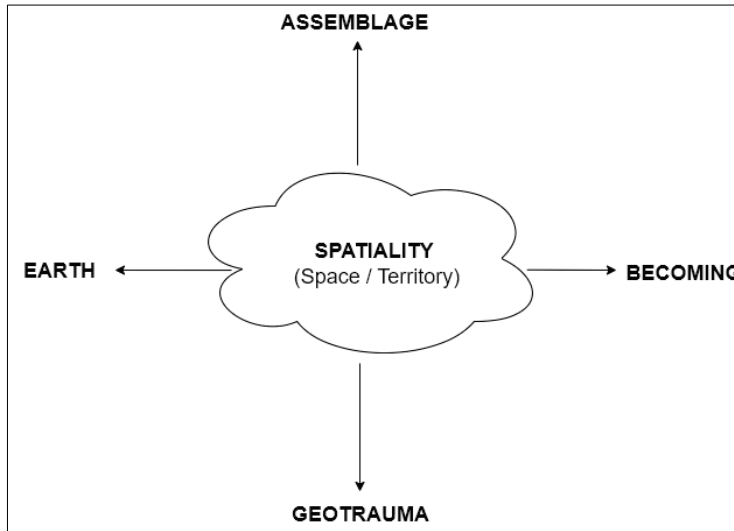 ASSEMBLAGE
SPATIALITY
(Space / Territory)
EARTH
BECOMING
GEOTRAUMA